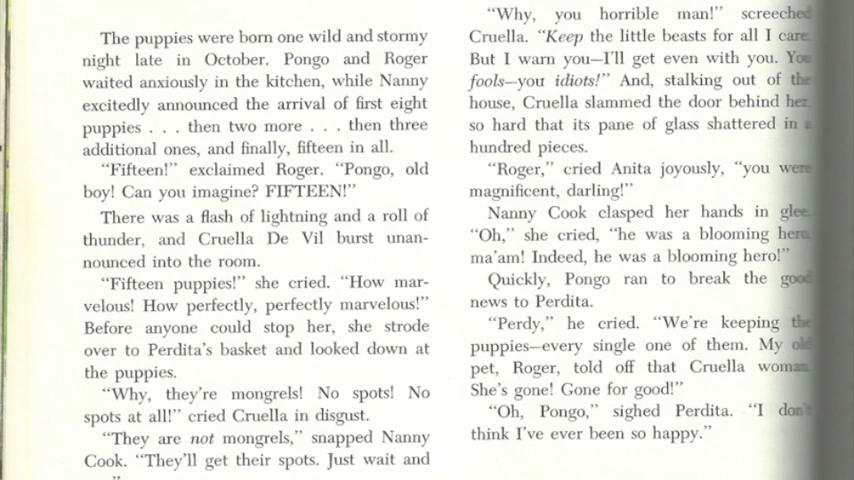 The puppies were born one wild and stormy
night late in October. Pongo and Roger
waited anxiously in the kitchen, while Nanny
excitedly announced the arrival of first eight
puppies . . . then two more . . . then three
additional ones, and finally, fifteen in all.
“Fifteen!” exclaimed Roger. “Pongo, old
boy! Can you imagine? FIFTEEN!”
There was a flash of lightning and a roll of
thunder, and Cruella De Vil burst unan-
nounced into the room.
“Fifteen puppies!” she cried. “How mar-
velous! How perfectly, perfectly marvelous!”
Before anyone could stop her, she strode
over to Perdita’s basket and looked down at
the puppies.
“Why, they’re mongrels! No spots! No
spots at all!” cried Cruella in disgust.
“They are not mongrels,” snapped Nanny
Cook. “They’ll get their spots. Just wait and
“Why, you horrible man!” screeched
Cruella. “Keep the little beasts for all I care.
But I warn you—I’ll get even with you. You
fools—you idiots!” And, stalking out of the
house, Cruella slammed the door behind her,
so hard that its pane of glass shattered in a
hundred pieces.
“Roger,” cried Anita joyously, “you were
magnificent, darling!”
Nanny Cook clasped her hands in glee.
“Oh,” she cried, “he was a blooming hero,
ma’am! Indeed, he was a blooming hero!”
Quickly, Pongo ran to break the good
news to Perdita.
“Perdy,” he cried. “We’re keeping the
puppies—every single one of them. My old
pet, Roger, told off that Cruella woman.
She’s gone! Gone for good!”
“Oh, Pongo,” sighed Perdita. “I don’t
think I’ve ever been so happy.”